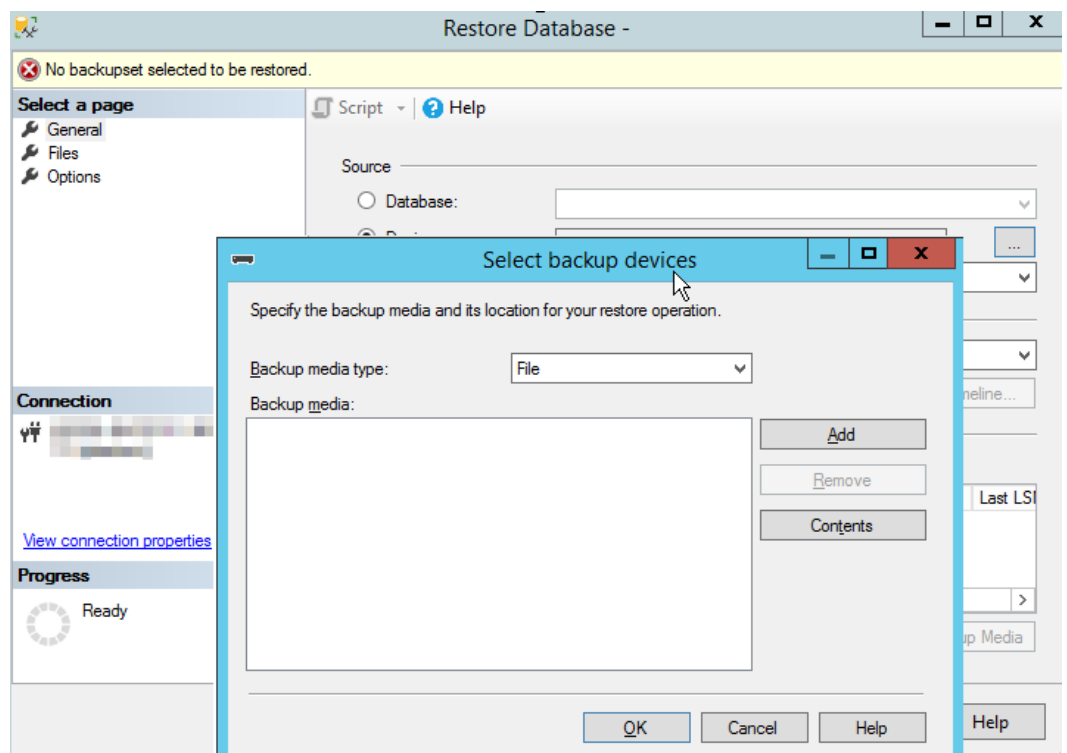 Restore Database -
No backupset selected to be restored.
Select a page
General
Files
Options
Script
Help
Source
Database:
Select backup devices
...
Specify the backup media and its location for your restore operation.
Backup media type:
File
Backup media:
Add
Remove
Contents
Connection
View connection properties
Progress
Ready
Last LS
Media
OK
Cancel
Help
Help